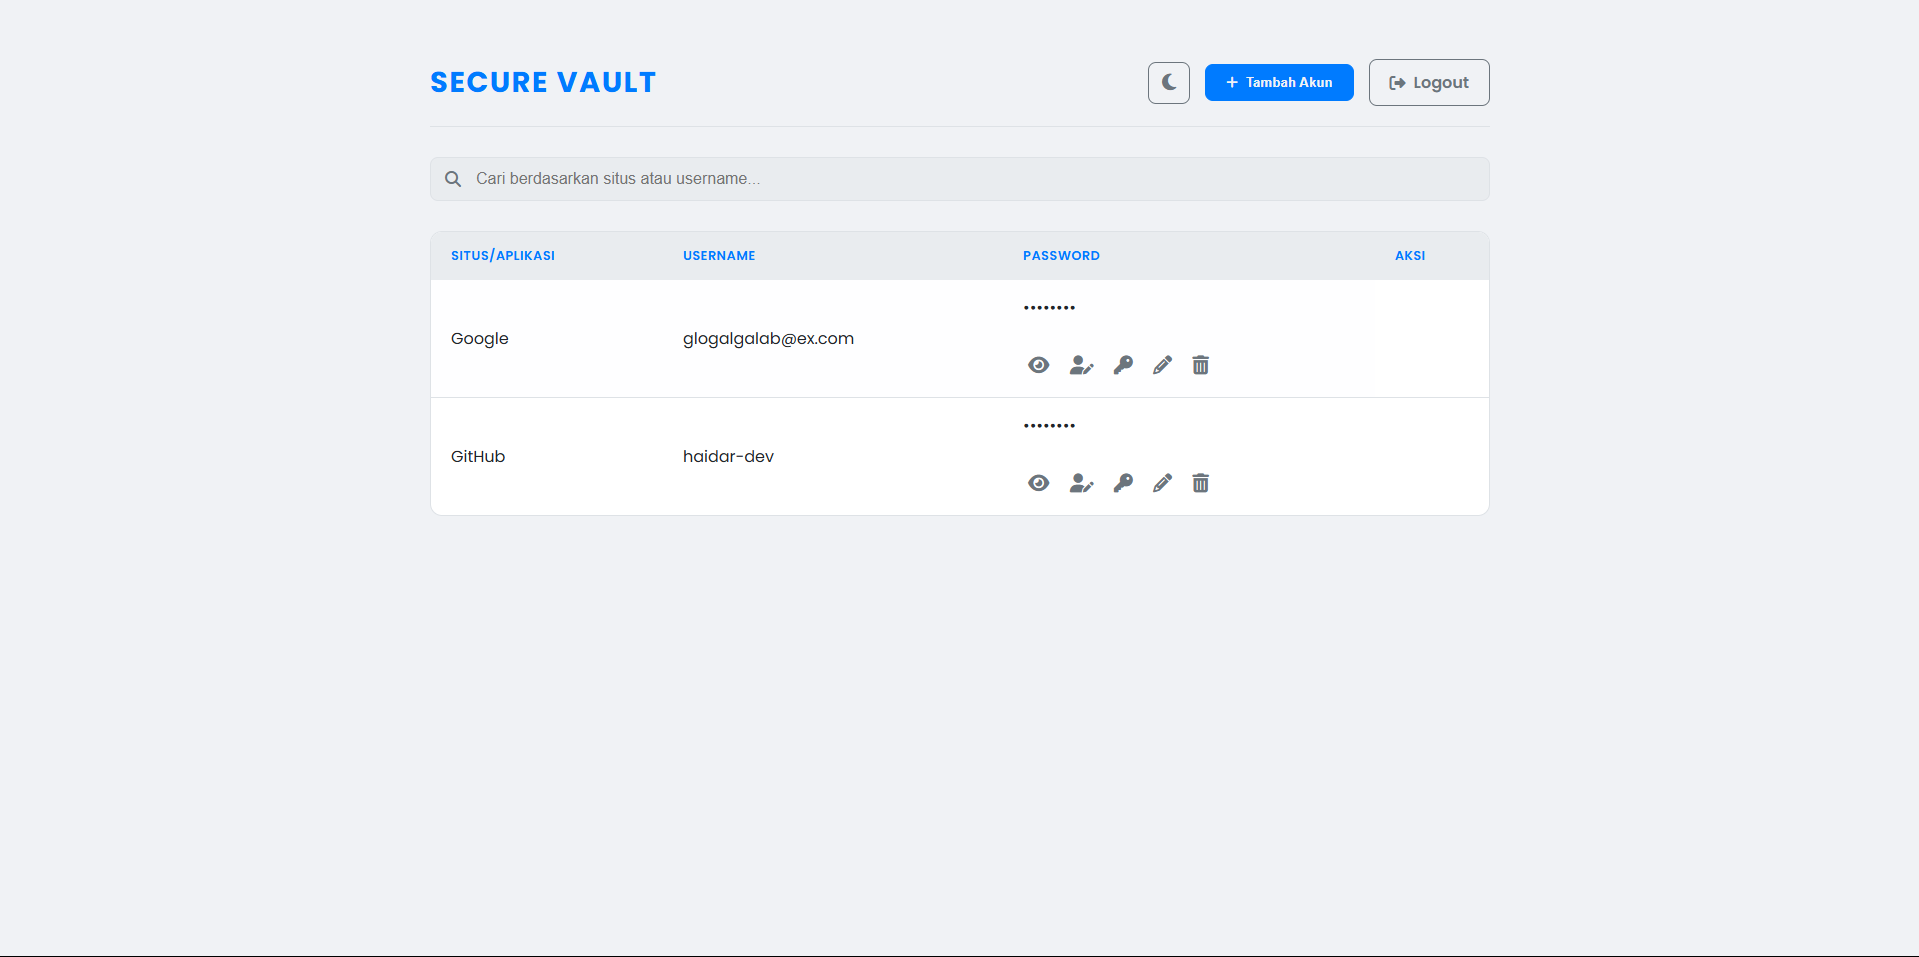 SECURE VAULT
Tambah Akun
Logout
Cari berdasarkan situs atau username...
SITUS/APLIKASI USERNAME PASSWORD AKSI
••••••••
Google glogalgalab@ex.com
••••••••
GitHub haidar-dev